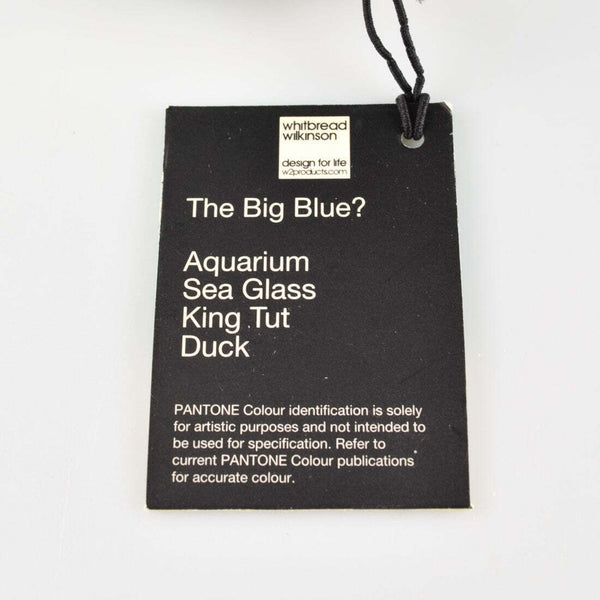 whitbread
wilkinson
design for life
w2products.com
The Big Blue?
Aquarium
Sea Glass
King Tut
Duck
PANTONE Colour identification is solely
for artistic purposes and not intended to
be used for specification. Refer to
current PANTONE Colour publications
for accurate colour.